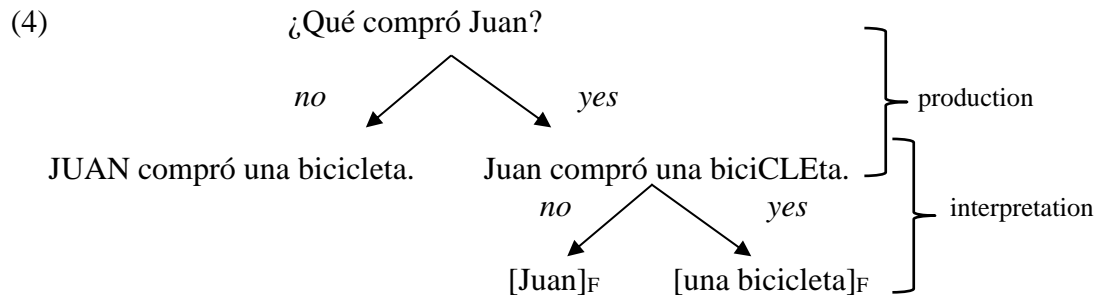 (4) ¿Qué compró Juan?
no yes
production
JUAN compró una bicicleta. Juan compró una biciCLEta.
no yes
interpretation
[Juan]F [una bicicleta]F